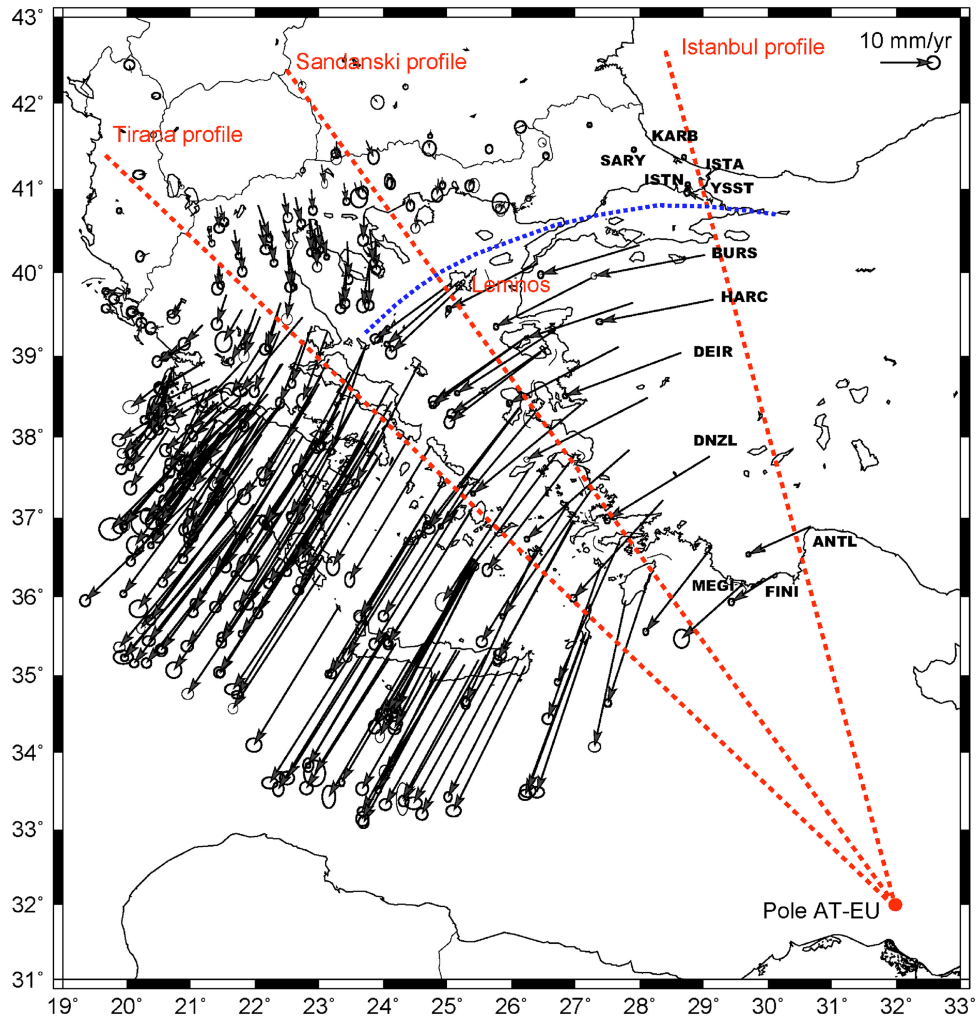 43°
42°
41°
40°
39°
38°
37°
36°
35°
34°
33°
32°
31°
Istanbul profile
10 mm/yr
Sandanski profile
Tirana profile
KARB
SARY
ISTA
ISTN
YSST
BURS
Lemnos
HARC
DEIR
DNZL
ANTL
MEGI
FINI
Pole AT-EU
19° 20° 21° 22° 23° 24° 25° 26° 27° 28° 29° 30° 31° 32° 33°